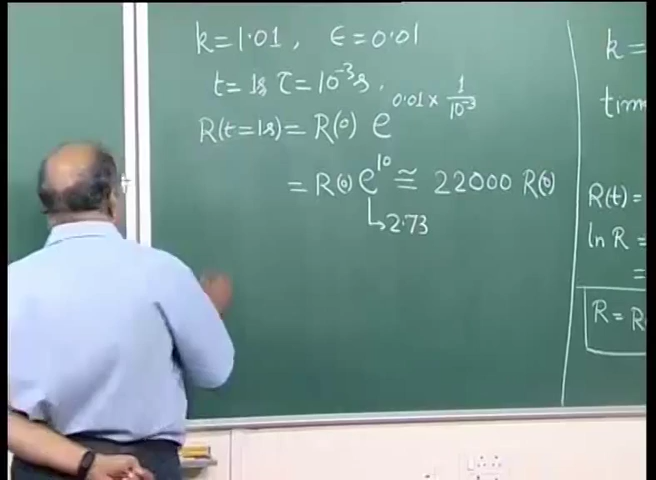 k = 1.01 , ϵ = 0.01
t = 1s τ = 10⁻³s ,
R(t=1s) = R(0) e^{0.01 × 1/10⁻³}
= R(0) e^{10} ≅ 22000 R(0)
↳ 2.73
k =
R(t) =
ln R =
=
R = R